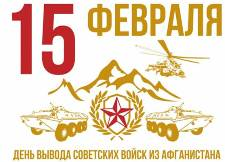 15 ФЕВРАЛЯ
ДЕНЬ ВЫВОДА СОВЕТСКИХ ВОЙСК ИЗ АФГАНИСТАНА